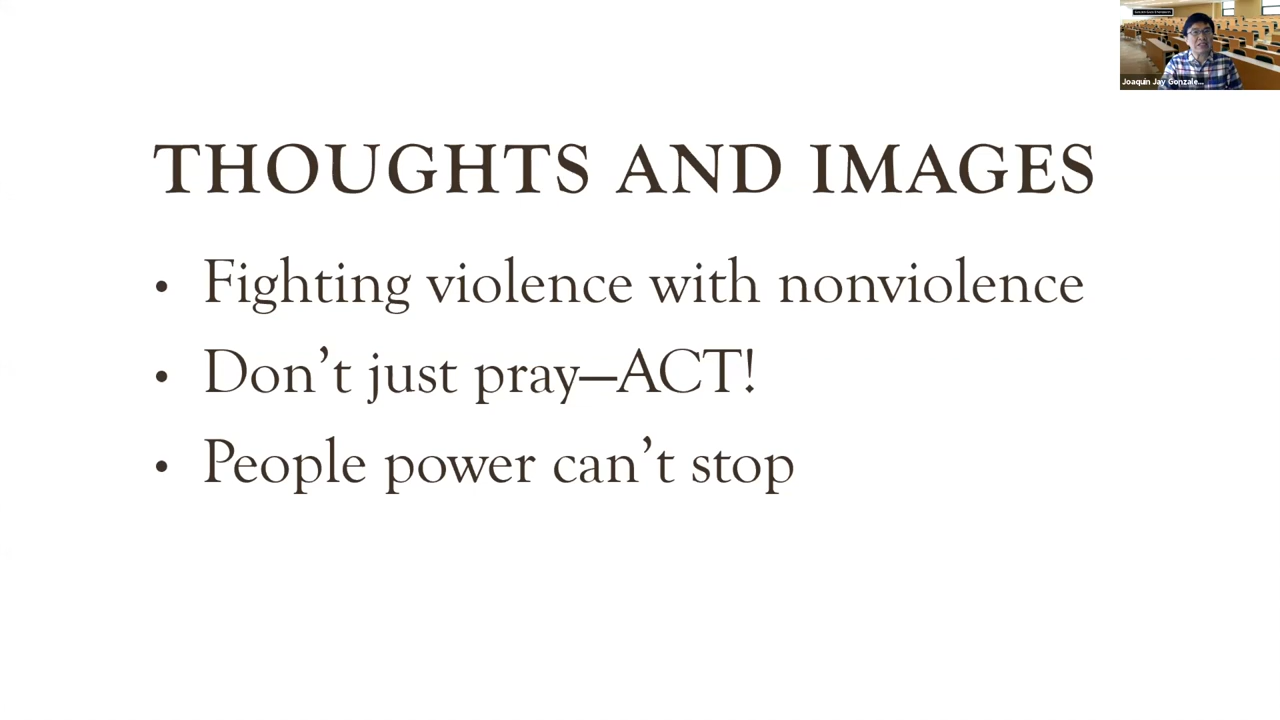 THOUGHTS AND IMAGES
• Fighting violence with nonviolence
• Don’t just pray—ACT!
• People power can’t stop
Joaquin Jay Gonzale...